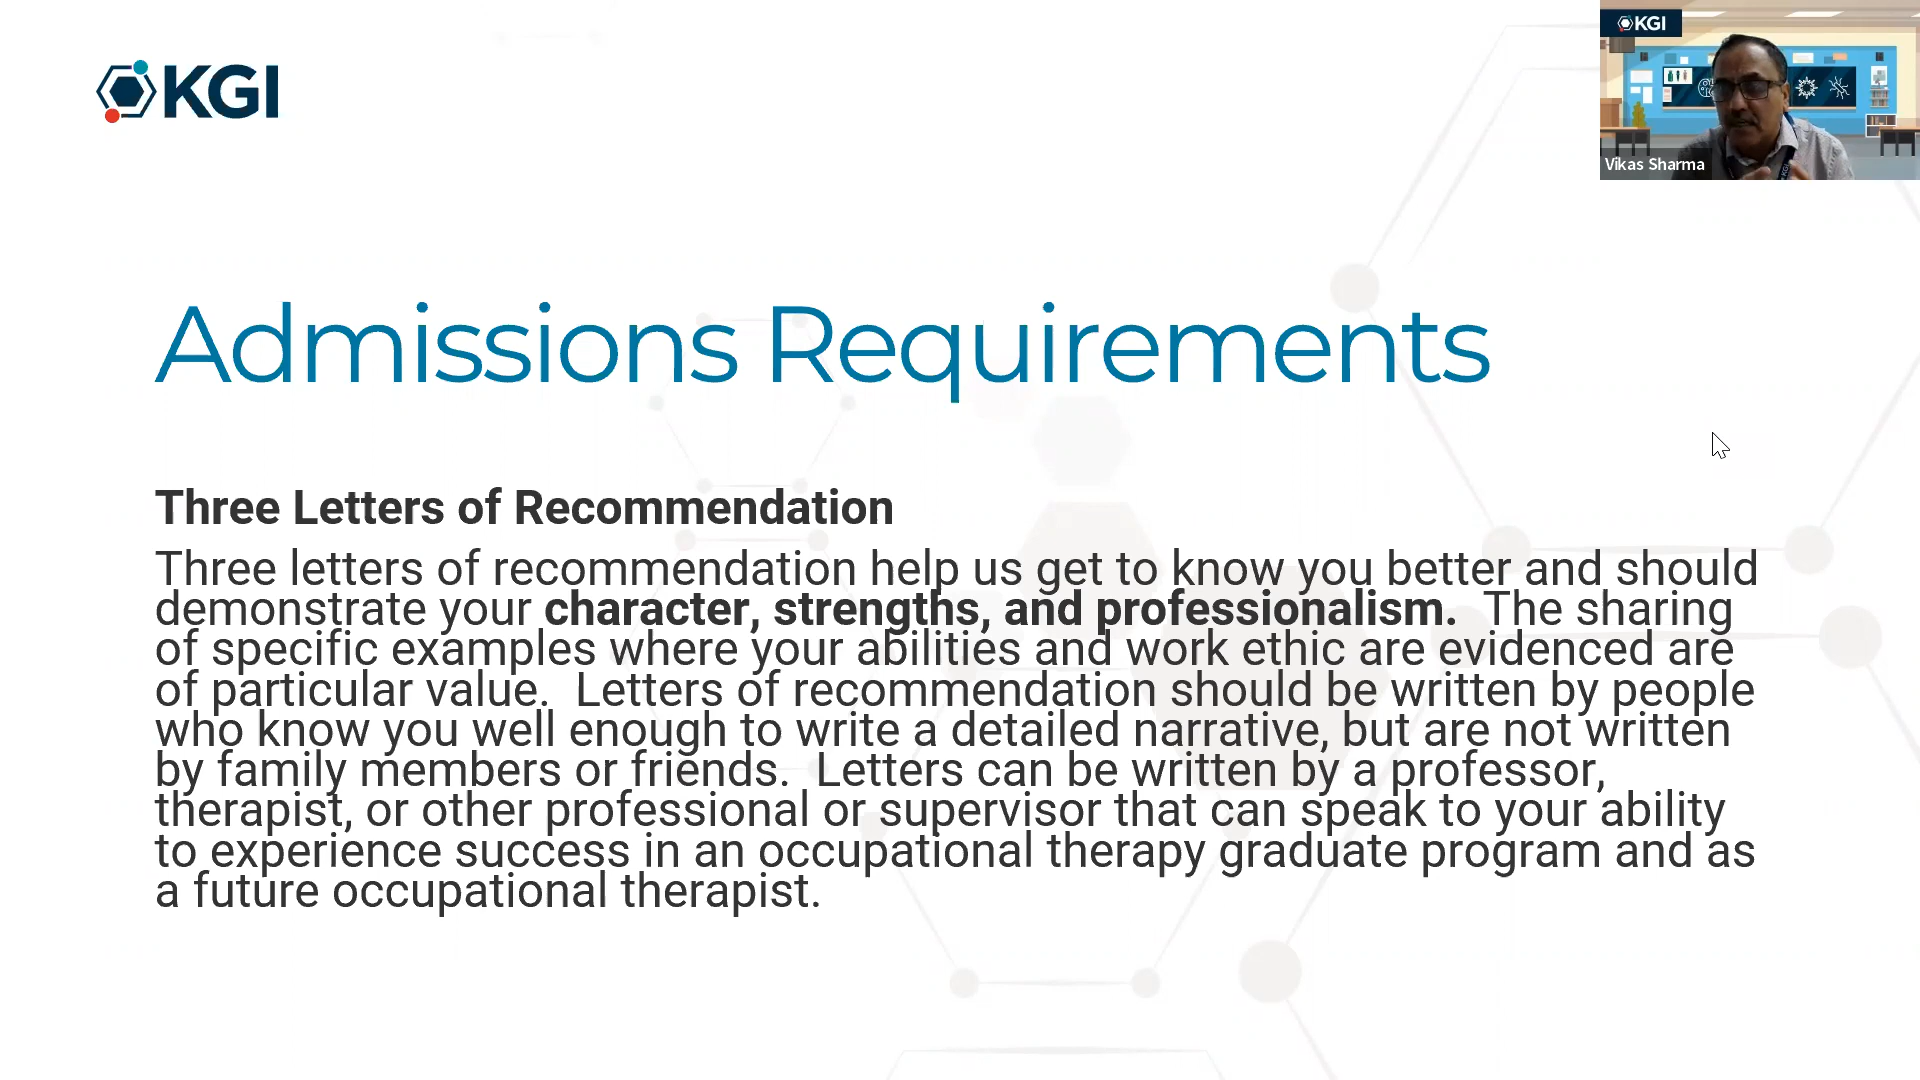 KGI
KGI
Vikas Sharma
Admissions Requirements
Three Letters of Recommendation
Three letters of recommendation help us get to know you better and should
demonstrate your character, strengths, and professionalism.  The sharing
of specific examples where your abilities and work ethic are evidenced are
of particular value.  Letters of recommendation should be written by people
who know you well enough to write a detailed narrative, but are not written
by family members or friends.  Letters can be written by a professor,
therapist, or other professional or supervisor that can speak to your ability
to experience success in an occupational therapy graduate program and as
a future occupational therapist.